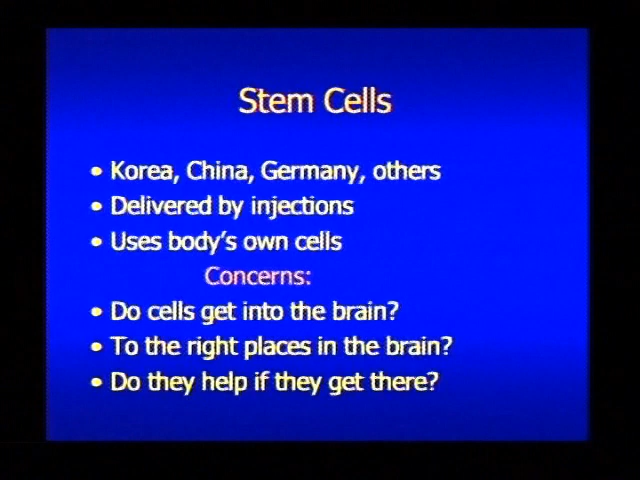 Stem Cells
• Korea, China, Germany, others
• Delivered by injections
• Uses body's own cells
Concerns:
• Do cells get into the brain?
• To the right places in the brain?
• Do they help if they get there?